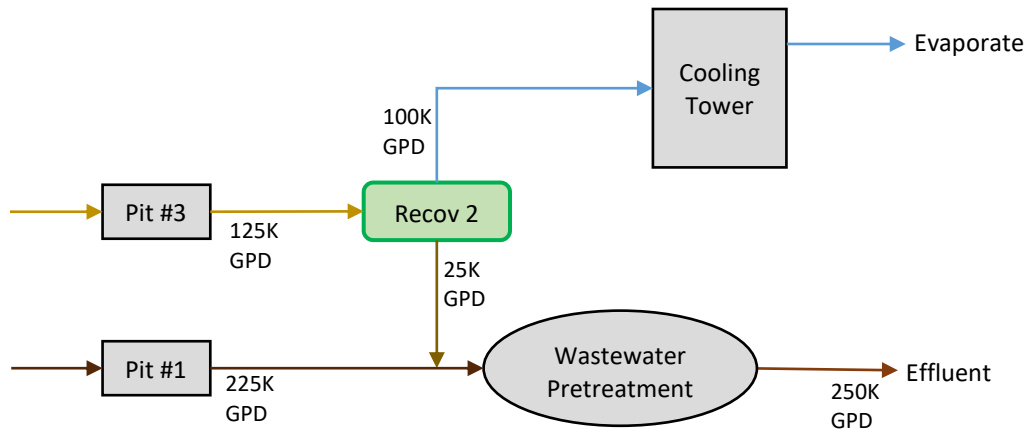 Evaporate
Cooling
Tower
100K
GPD
Pit #3
125K
GPD
Recov 2
25K
GPD
Pit #1
225K
GPD
Wastewater
Pretreatment
250K
GPD
Effluent